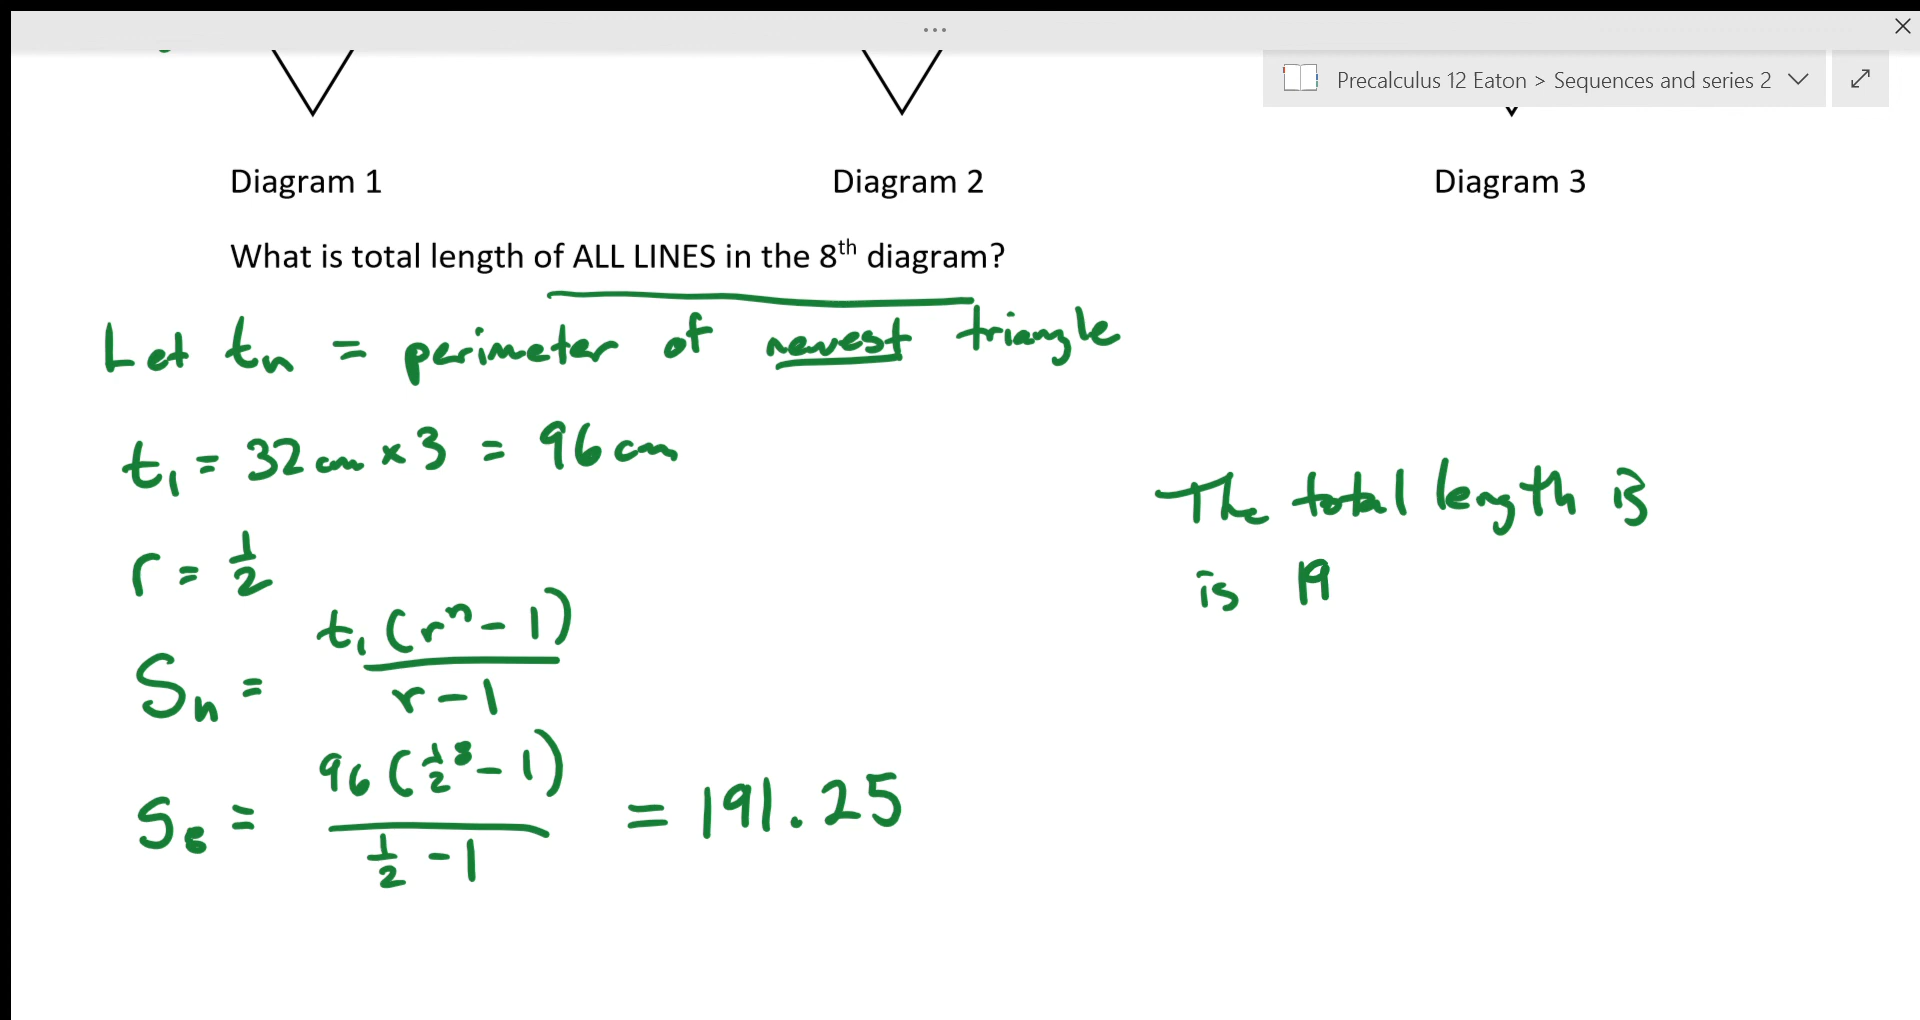 Precalculus 12 Eaton > Sequences and series 2
Diagram 1 Diagram 2 Diagram 3
What is total length of ALL LINES in the 8th diagram?
Let tₙ = perimeter of newest triangle
t₁ = 32 cm × 3 = 96 cm
The total length is
is 19
r = 1/2
Sₙ = t₁(rⁿ - 1) / r - 1
S₈ = 96(1/2⁸ - 1) / 1/2 - 1 = 191.25